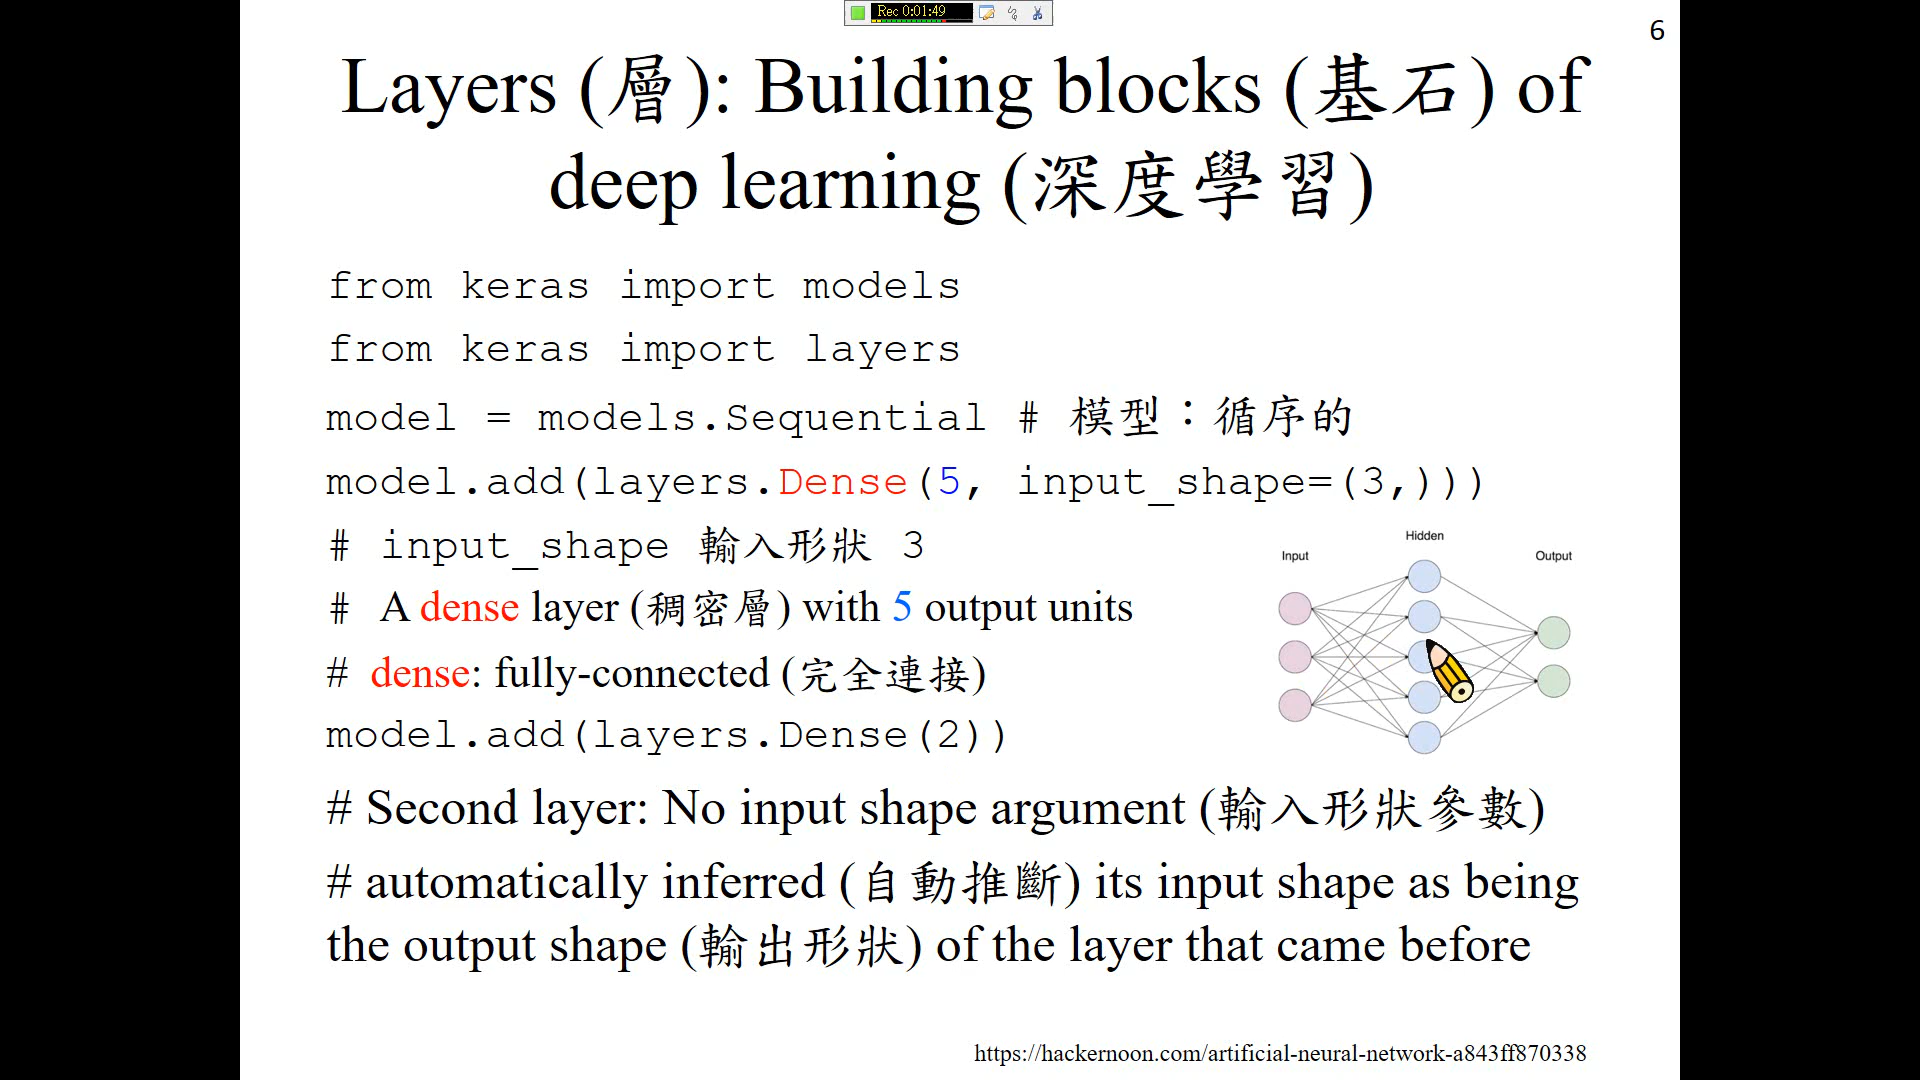 Rec 0:01:49
6
Layers (層): Building blocks (基石) of
deep learning (深度學習)
from keras import models
from keras import layers
model = models.Sequential # 模型：循序的
model.add(layers.Dense(5, input_shape=(3,)))
# input_shape 輸入形狀 3
# A dense layer (稠密層) with 5 output units
# dense: fully-connected (完全連接)
model.add(layers.Dense(2))
Hidden
Input
Output
# Second layer: No input shape argument (輸入形狀參數)
# automatically inferred (自動推斷) its input shape as being
the output shape (輸出形狀) of the layer that came before
https://hackernoon.com/artificial-neural-network-a843ff870338